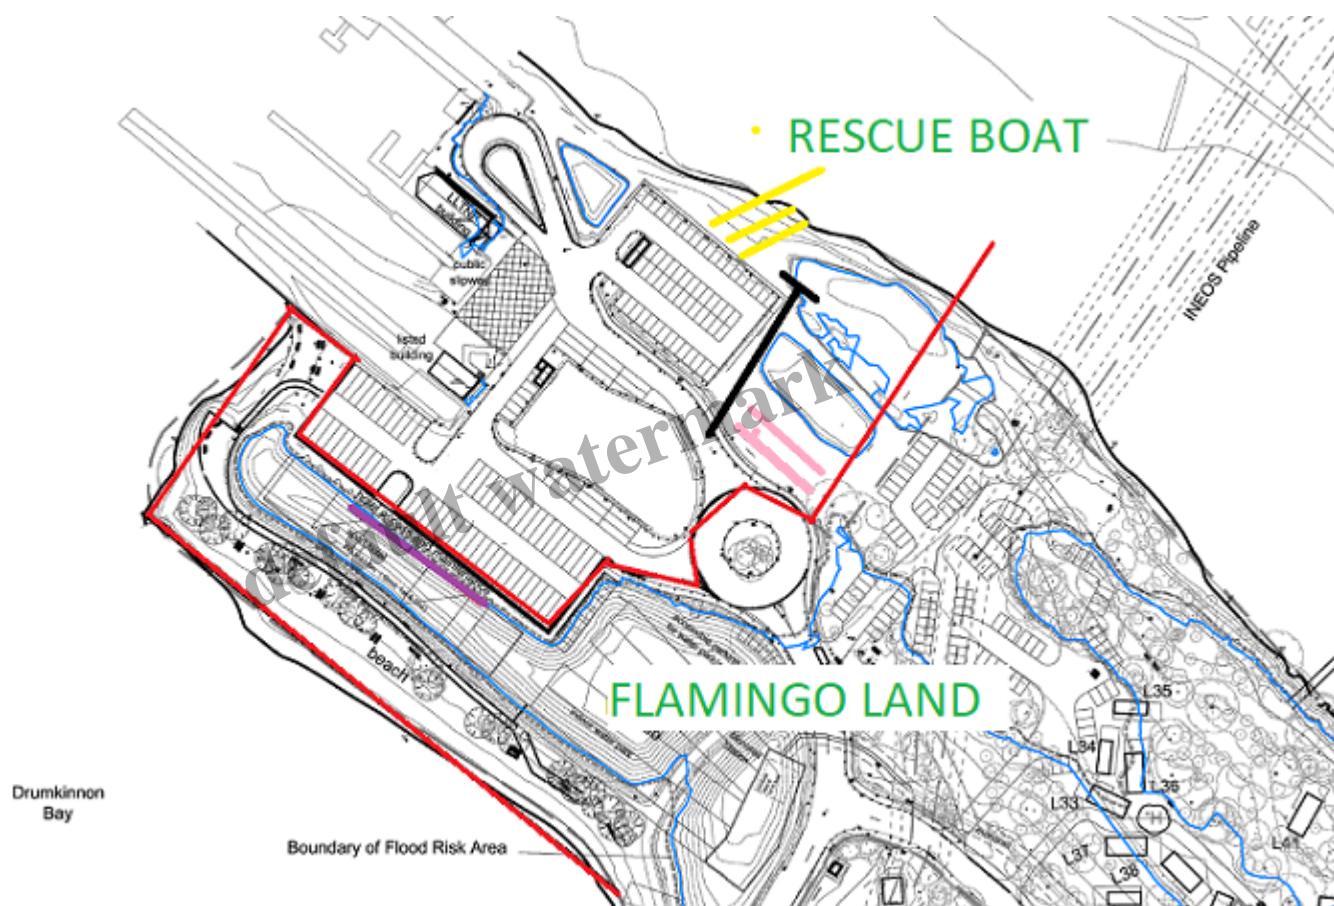 RESCUE BOAT
INEOS Pipeline
public
slipway
listed
building
beach
FLAMINGO LAND
L35
L34
L36
L33
L37
L38
L41
Drumkinnon
Bay
Boundary of Flood Risk Area